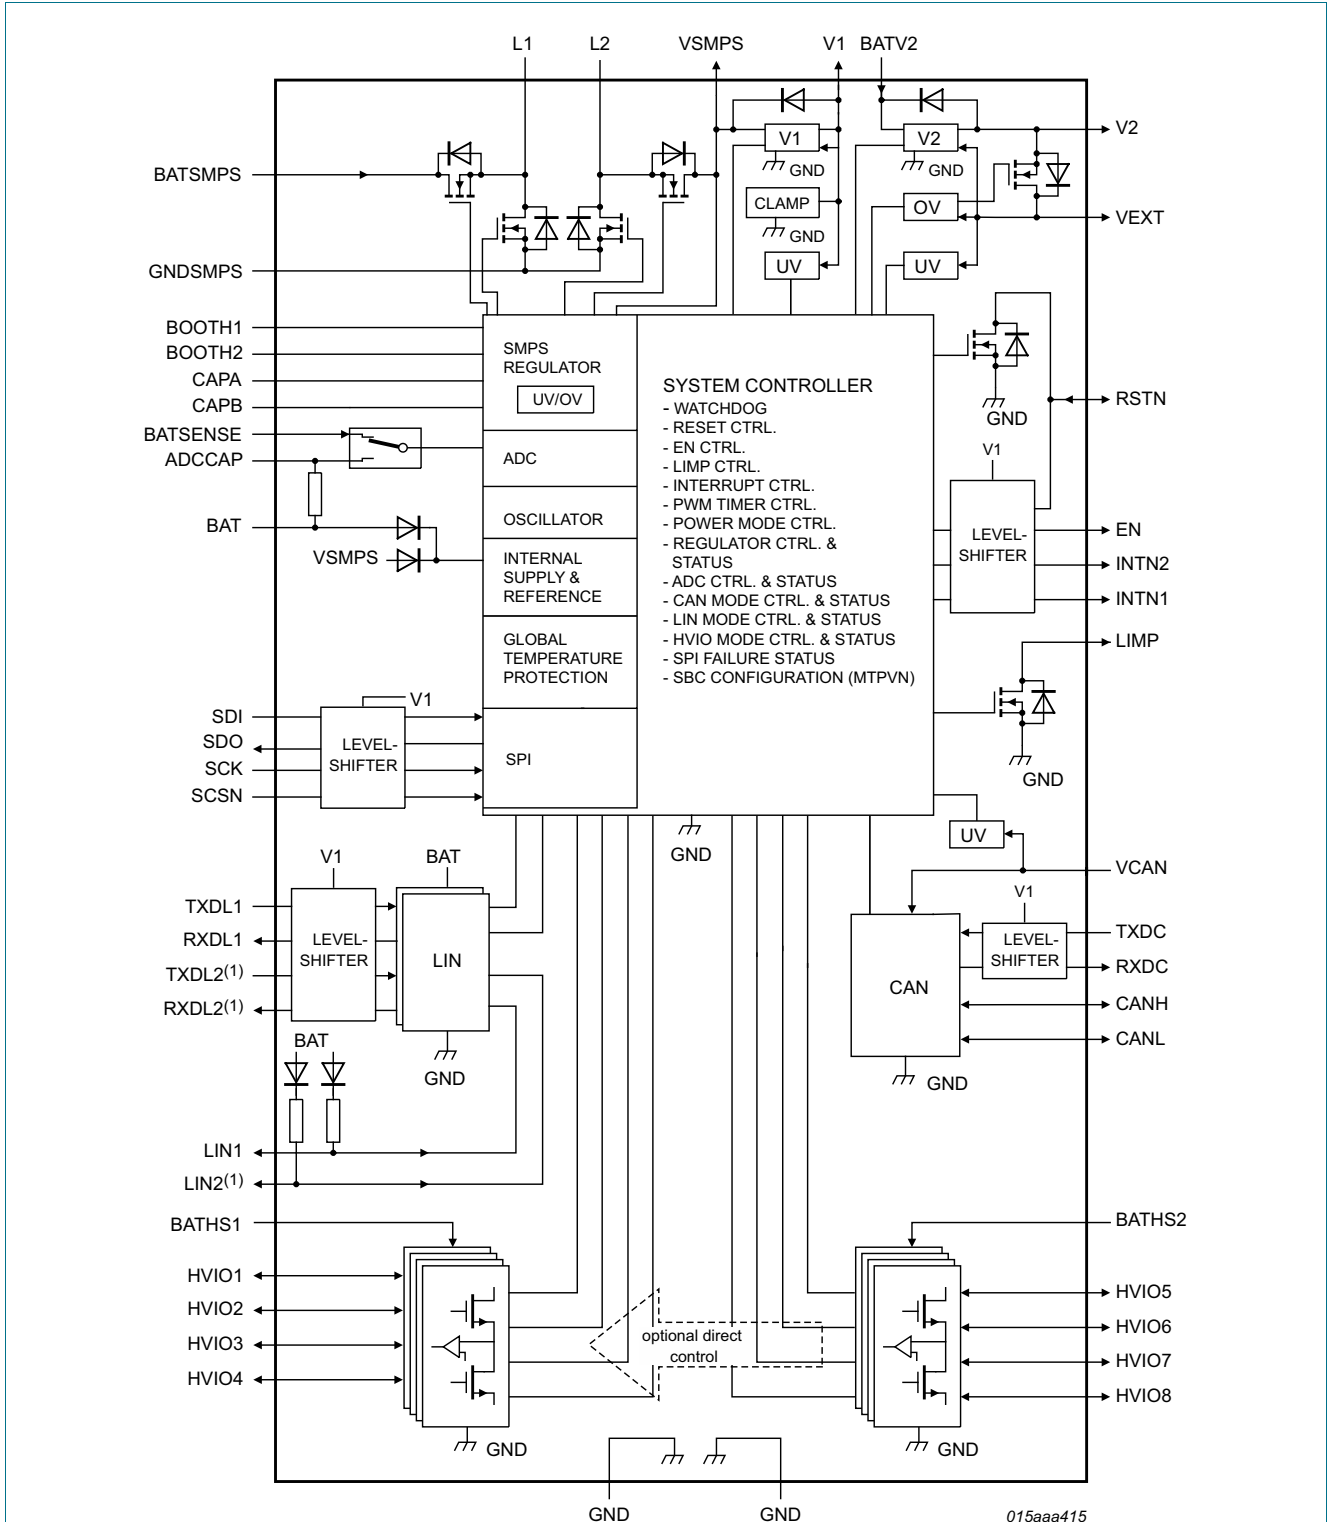 L1 L2 VSMPS V1 BATV2
BATSMPS
GNDSMPS
BOOTH1
BOOTH2
CAPA
CAPB
BATSENSE
ADCCAP
BAT
VSMPS
V1
GND
CLAMP
GND
UV
V2
GND
OV
UV
V2
VEXT
SMPS
REGULATOR
UV/OV
ADC
OSCILLATOR
INTERNAL
SUPPLY &
REFERENCE
GLOBAL
TEMPERATURE
PROTECTION
SPI
SYSTEM CONTROLLER
- WATCHDOG
- RESET CTRL.
- EN CTRL.
- LIMP CTRL.
- INTERRUPT CTRL.
- PWM TIMER CTRL.
- POWER MODE CTRL.
- REGULATOR CTRL. &
STATUS
- ADC CTRL. & STATUS
- CAN MODE CTRL. & STATUS
- LIN MODE CTRL. & STATUS
- HVIO MODE CTRL. & STATUS
- SPI FAILURE STATUS
- SBC CONFIGURATION (MTPVN)
GND
GND
RSTN
V1
LEVEL-
SHIFTER
EN
INTN2
INTN1
LIMP
GND
SDI
SDO
SCK
SCSN
V1
LEVEL-
SHIFTER
UV
VCAN
V1
LEVEL-
SHIFTER
TXDC
RXDC
CANH
CANL
CAN
GND
V1
BAT
TXDL1
RXDL1
TXDL2(1)
RXDL2(1)
LEVEL-
SHIFTER
LIN
GND
BAT
LIN1
LIN2(1)
BATHS1
HVIO1
HVIO2
HVIO3
HVIO4
GND
optional direct
control
BATHS2
HVIO5
HVIO6
HVIO7
HVIO8
GND
GND GND
015aaa415